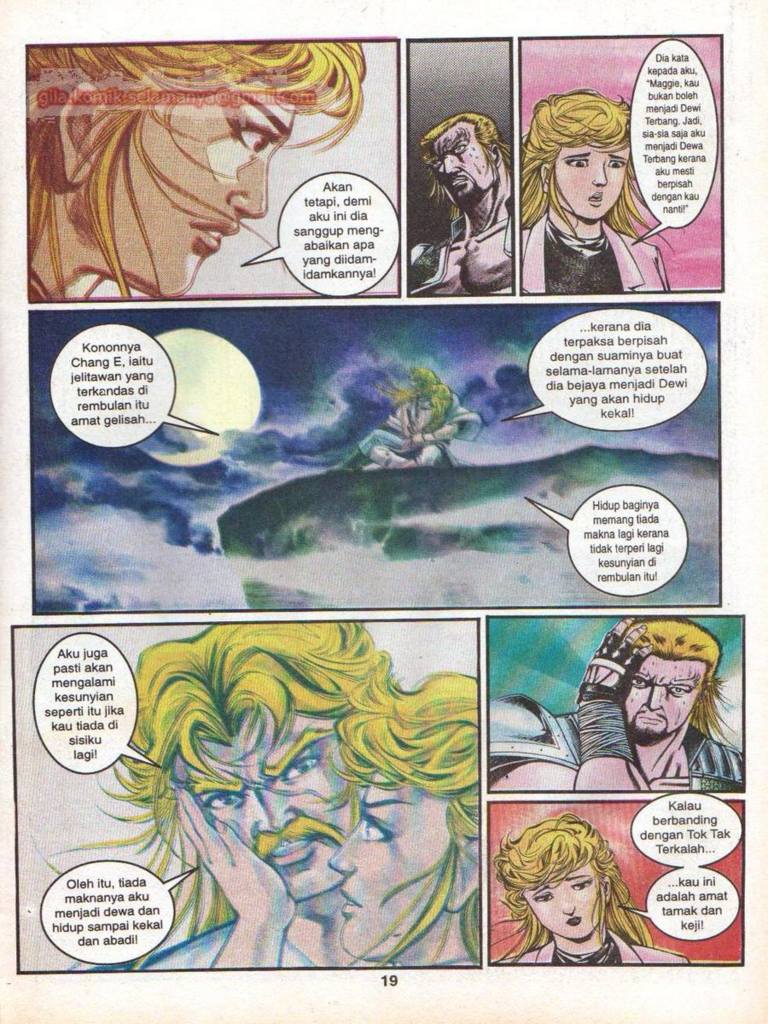 gila-komik-selamanya@gmail.com
Akan
tetapi, demi
aku ini dia
sanggup meng-
abaikan apa
yang diidam-
idamkannya!
Dia kata
kepada aku,
"Maggie, kau
bukan boleh
menjadi Dewi
Terbang. Jadi,
sia-sia saja aku
menjadi Dewa
Terbang kerana
aku mesti
berpisah
dengan kau
nanti!"
Kononnya
Chang E, iaitu
jelitawan yang
terkandas di
rembulan itu
amat gelisah...
...kerana dia
terpaksa berpisah
dengan suaminya buat
selama-lamanya setelah
dia bejaya menjadi Dewi
yang akan hidup
kekal!
Hidup baginya
memang tiada
makna lagi kerana
tidak terperi lagi
kesunyian di
rembulan itu!
Aku juga
pasti akan
mengalami
kesunyian
seperti itu jika
kau tiada di
sisiku
lagi!
Oleh itu, tiada
maknanya aku
menjadi dewa dan
hidup sampai kekal
dan abadi!
Kalau
berbanding
dengan Tok Tak
Terkalah...
...kau ini
adalah amat
tamak dan
keji!
19